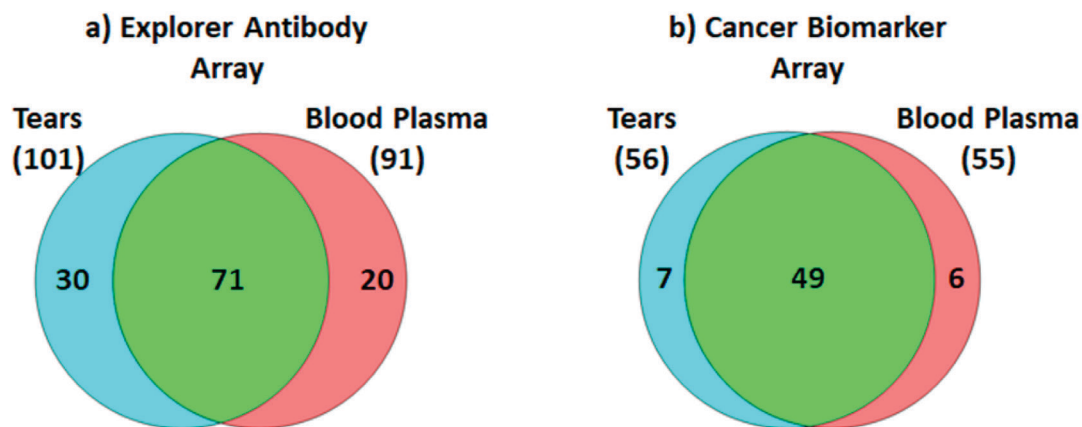 a) Explorer Antibody
Array
Tears
(101)
Blood Plasma
(91)
30
71
20
b) Cancer Biomarker
Array
Tears
(56)
Blood Plasma
(55)
7
49
6